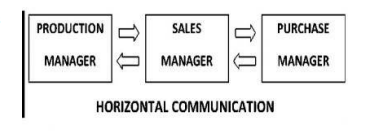 PRODUCTION SALES PURCHASE
MANAGER MANAGER MANAGER
HORIZONTAL COMMUNICATION